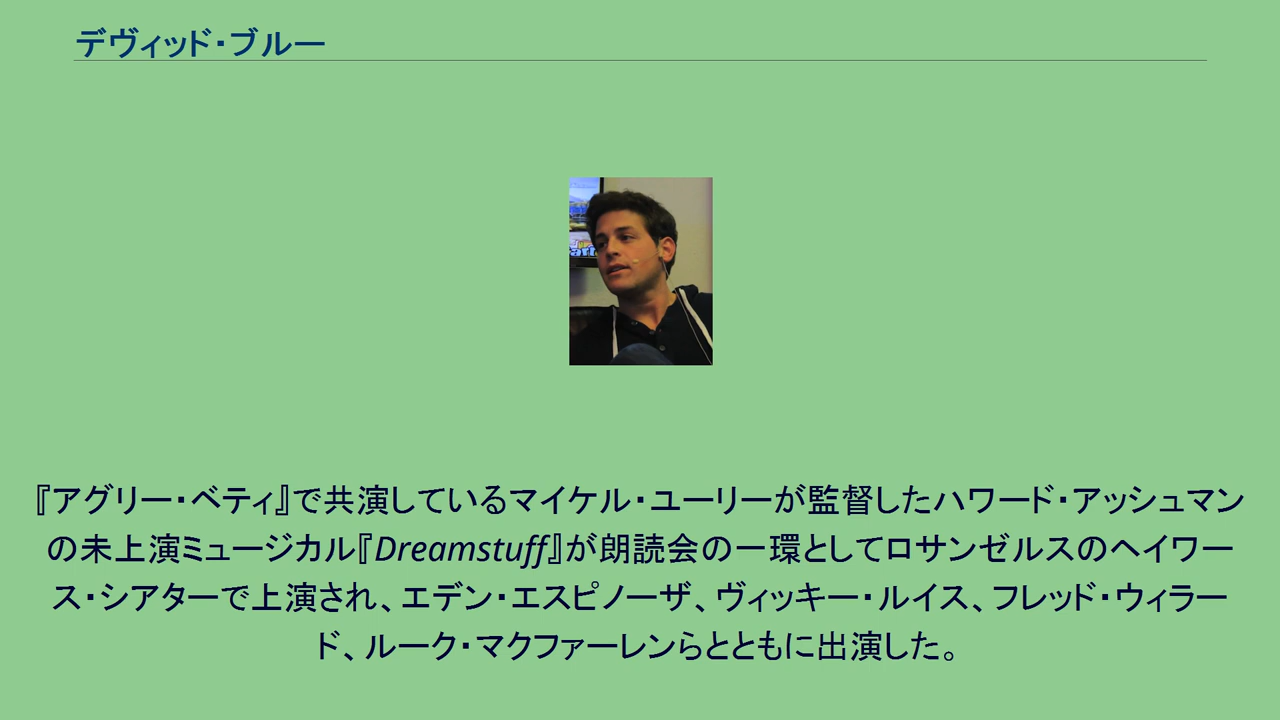 デヴィッド・ブルー
『アグリー・ベティ』で共演しているマイケル・ユーリーが監督したハワード・アッシュマン
の未上演ミュージカル『Dreamstuff』が朗読会の一環としてロサンゼルスのヘイワー
ス・シアターで上演され、エデン・エスピノーザ、ヴィッキー・ルイス、フレッド・ウィラー
ド、ルーク・マクファーレンらとともに出演した。